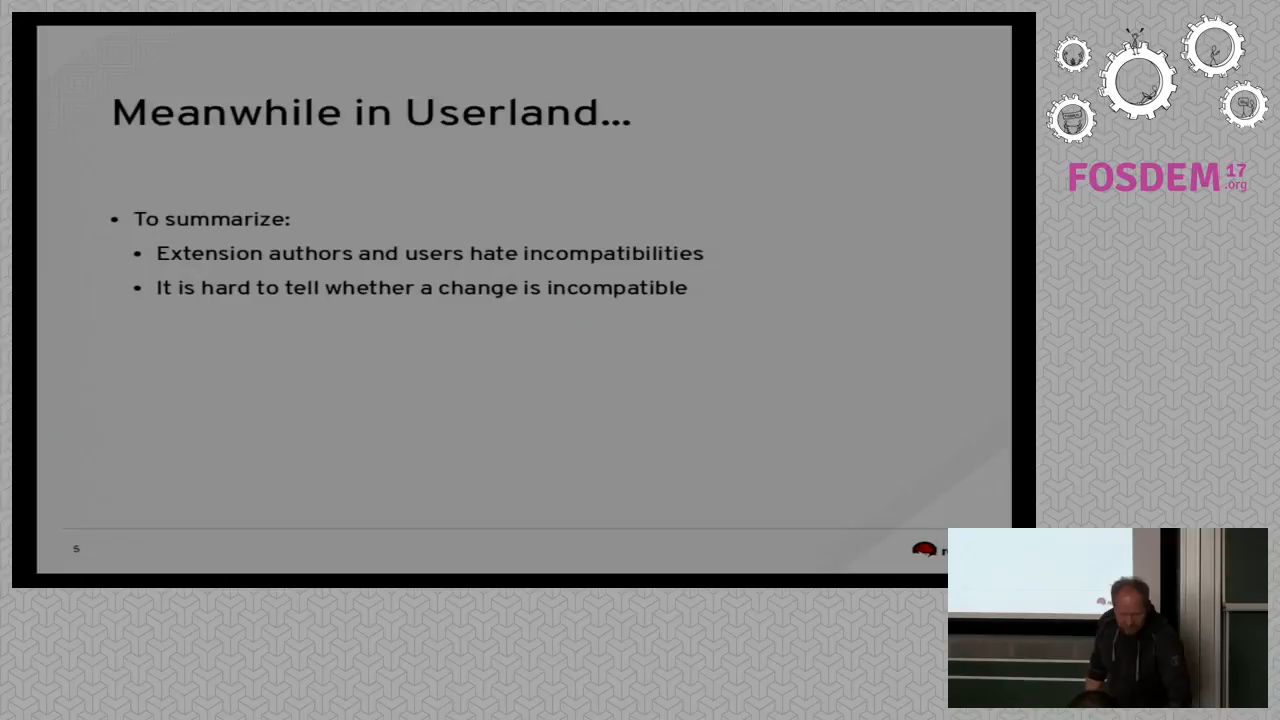 Meanwhile in Userland...
• To summarize:
• Extension authors and users hate incompatibilities
• It is hard to tell whether a change is incompatible
5
FOSDEM 17
.org